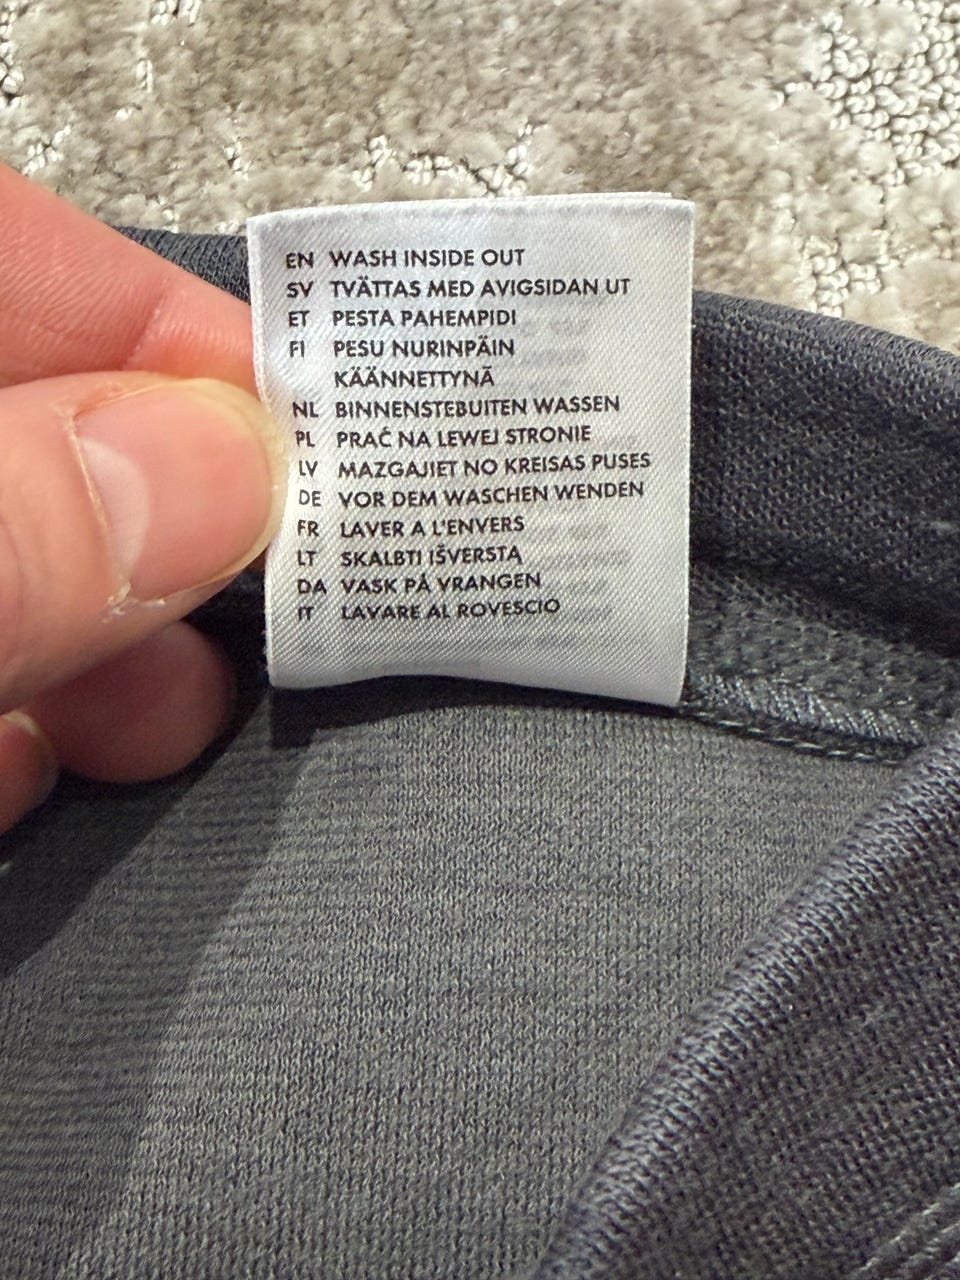 EN WASH INSIDE OUT
SV TVÄTTAS MED AVIGSIDAN UT
ET PESTA PAHEMPIDI
FI PESU NURINPÄIN
KÄÄNNETTYNÄ
NL BINNENSTEBUITEN WASSEN
PL PRAĆ NA LEWEJ STRONIE
LV MAZGAJIET NO KREISAS PUSES
DE VOR DEM WASCHEN WENDEN
FR LAVER A L'ENVERS
LT SKALBTI IŠVERSTA
DA VASK PÅ VRANGEN
IT LAVARE AL ROVESCIO